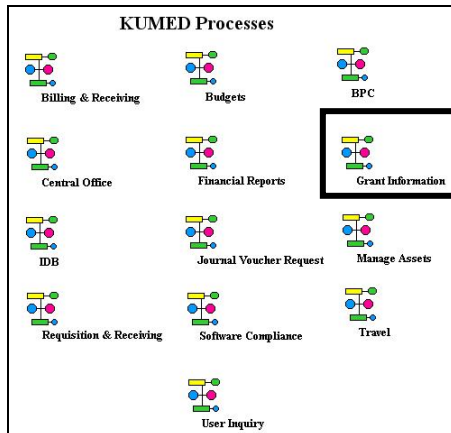 KUMED Processes
Billing & Receiving
Budgets
BPC
Central Office
Financial Reports
Grant Information
IDB
Journal Voucher Request
Manage Assets
Requisition & Receiving
Software Compliance
Travel
User Inquiry